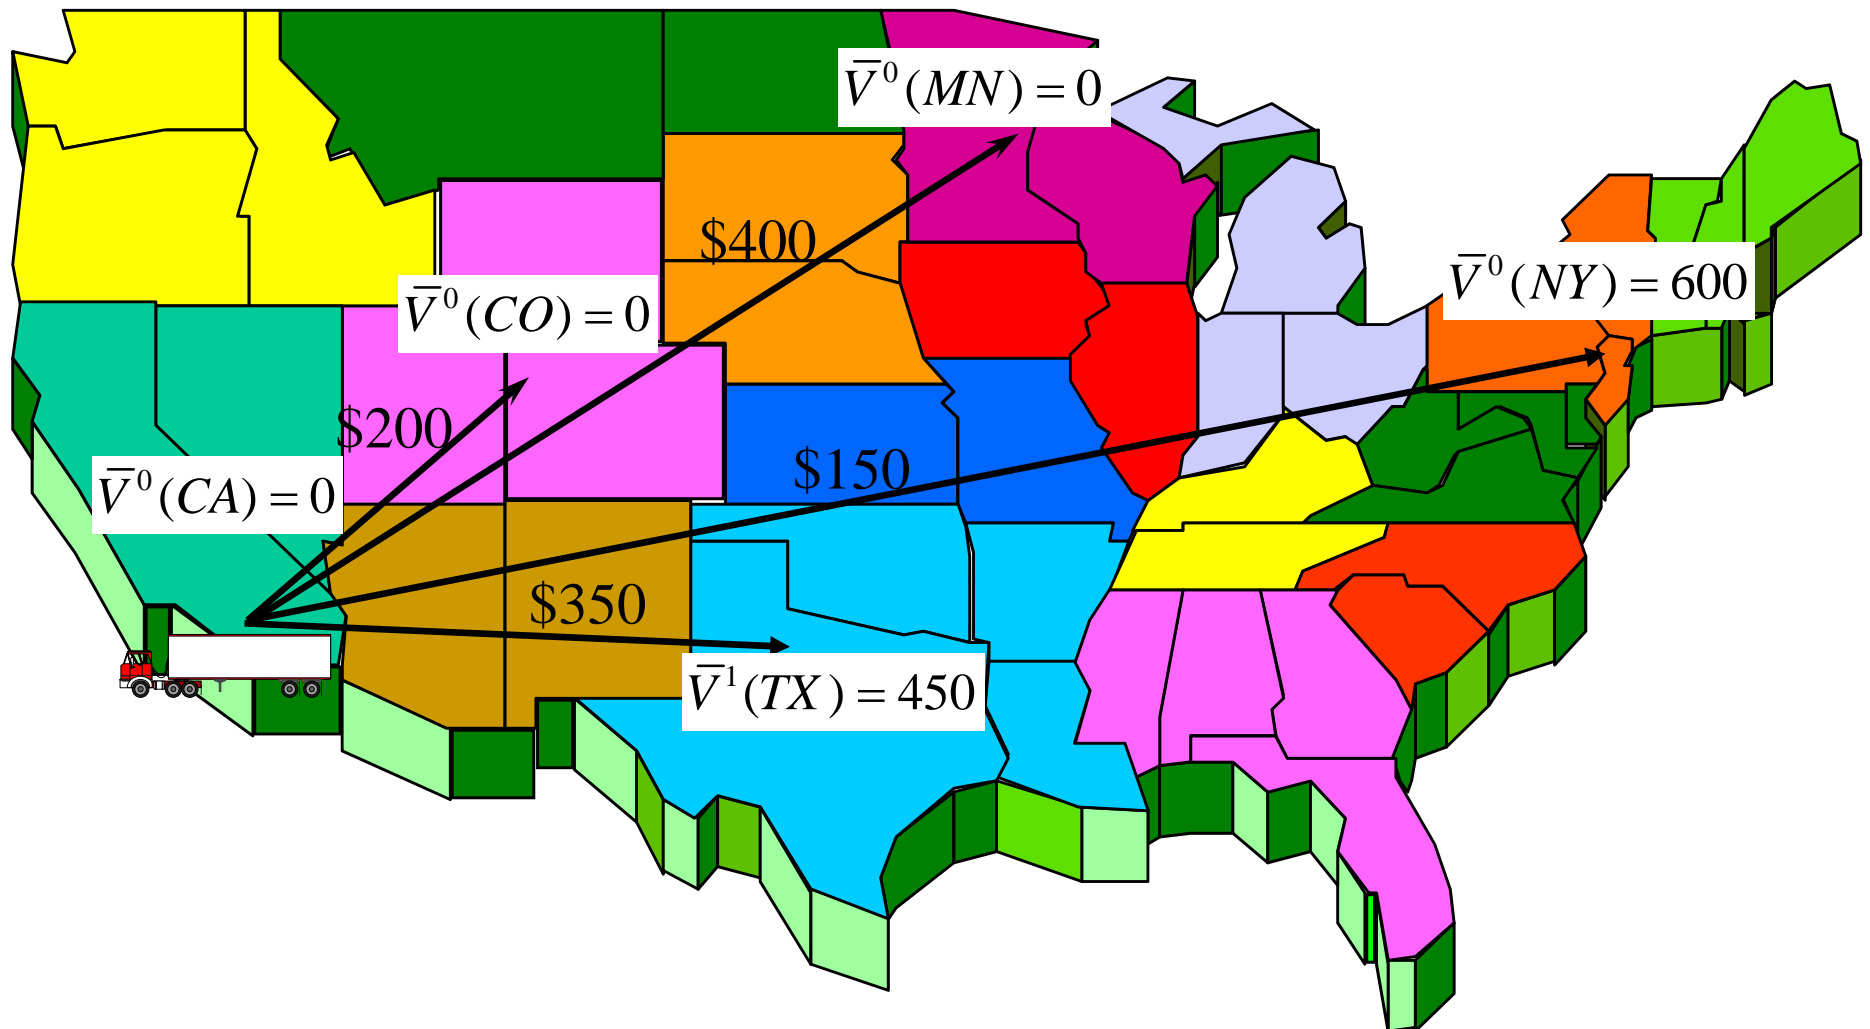 V̅⁰(MN) = 0
$400
V̅⁰(NY) = 600
V̅⁰(CO) = 0
$200
$150
V̅⁰(CA) = 0
$350
V̅¹(TX) = 450